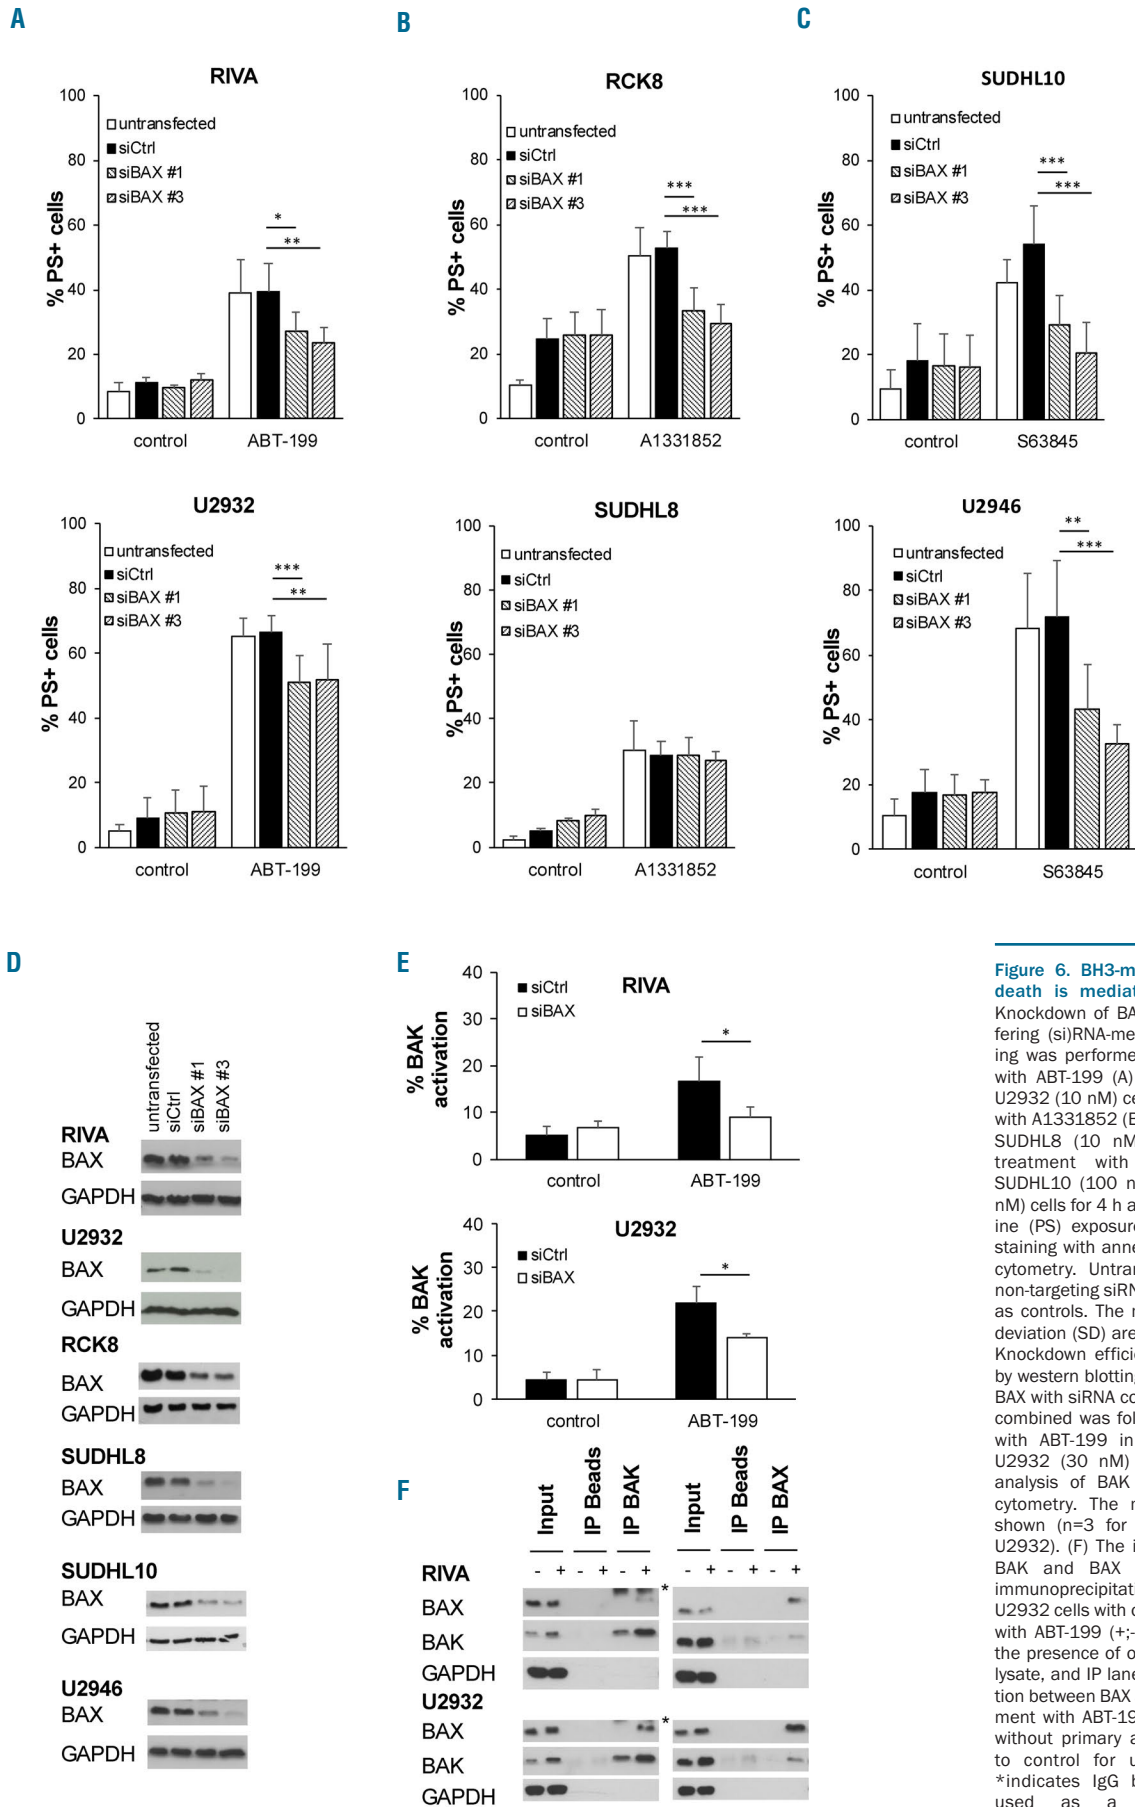 A
B
C
RIVA
100
80
60
40
20
0
% PS+ cells
untransfected
siCtrl
siBAX #1
siBAX #3
*
**
control
ABT-199
RCK8
100
80
60
40
20
0
% PS+ cells
untransfected
siCtrl
siBAX #1
siBAX #3
***
***
control
A1331852
SUDHL10
100
80
60
40
20
0
% PS+ cells
untransfected
siCtrl
siBAX #1
siBAX #3
***
***
control
S63845
U2932
100
80
60
40
20
0
% PS+ cells
untransfected
siCtrl
siBAX #1
siBAX #3
***
**
control
ABT-199
SUDHL8
100
80
60
40
20
0
% PS+ cells
untransfected
siCtrl
siBAX #1
siBAX #3
control
A1331852
U2946
100
80
60
40
20
0
% PS+ cells
untransfected
siCtrl
siBAX #1
siBAX #3
**
***
control
S63845
D
untransfected
siCtrl
siBAX #1
siBAX #3
RIVA
BAX
GAPDH
U2932
BAX
GAPDH
RCK8
BAX
GAPDH
SUDHL8
BAX
GAPDH
SUDHL10
BAX
GAPDH
U2946
BAX
GAPDH
E
RIVA
40
30
20
10
0
% BAK
activation
siCtrl
siBAX
*
control
ABT-199
U2932
40
30
20
10
0
% BAK
activation
siCtrl
siBAX
*
control
ABT-199
F
Input
IP Beads
IP BAK
Input
IP Beads
IP BAX
RIVA
- + - + - + - + - + - +
BAX
*
BAK
GAPDH
U2932
BAX
*
BAK
GAPDH
Figure 6. BH3-m
death is mediat
Knockdown of BA
fering (si)RNA-me
ing was performe
with ABT-199 (A)
U2932 (10 nM) ce
with A1331852 (B
SUDHL8 (10 nM
treatment with
SUDHL10 (100 n
nM) cells for 4 h a
ine (PS) exposure
staining with anne
cytometry. Untran
non-targeting siRN
as controls. The m
deviation (SD) are
Knockdown efficie
by western blotting
BAX with siRNA co
combined was fol
with ABT-199 in
U2932 (30 nM)
analysis of BAK
cytometry. The m
shown (n=3 for
U2932). (F) The i
BAK and BAX
immunoprecipitat
U2932 cells with c
with ABT-199 (+;-
the presence of o
lysate, and IP lane
tion between BAX
ment with ABT-19
without primary a
to control for u
*indicates IgG b
used as a